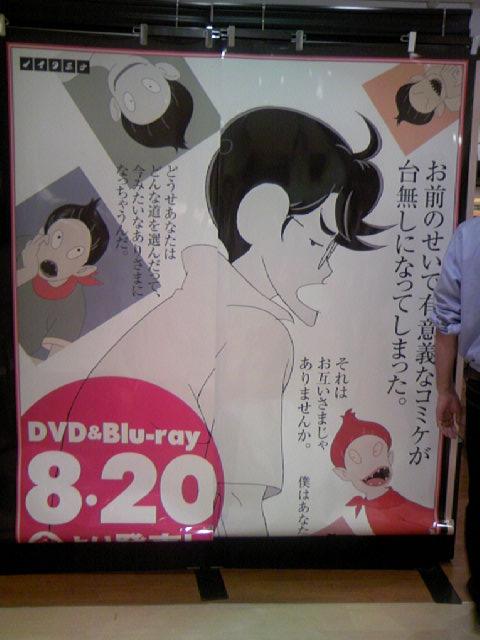 ノイタミナ
お前のせいで有意義なコミケが
台無しになってしまった。
どうせあなたは
どんな道を選んだって、
今みたいなありさまに
なっちゃうんだ。
それは
お互いさまじゃ
ありませんか。
僕はあなた
DVD&Blu-ray
8.20